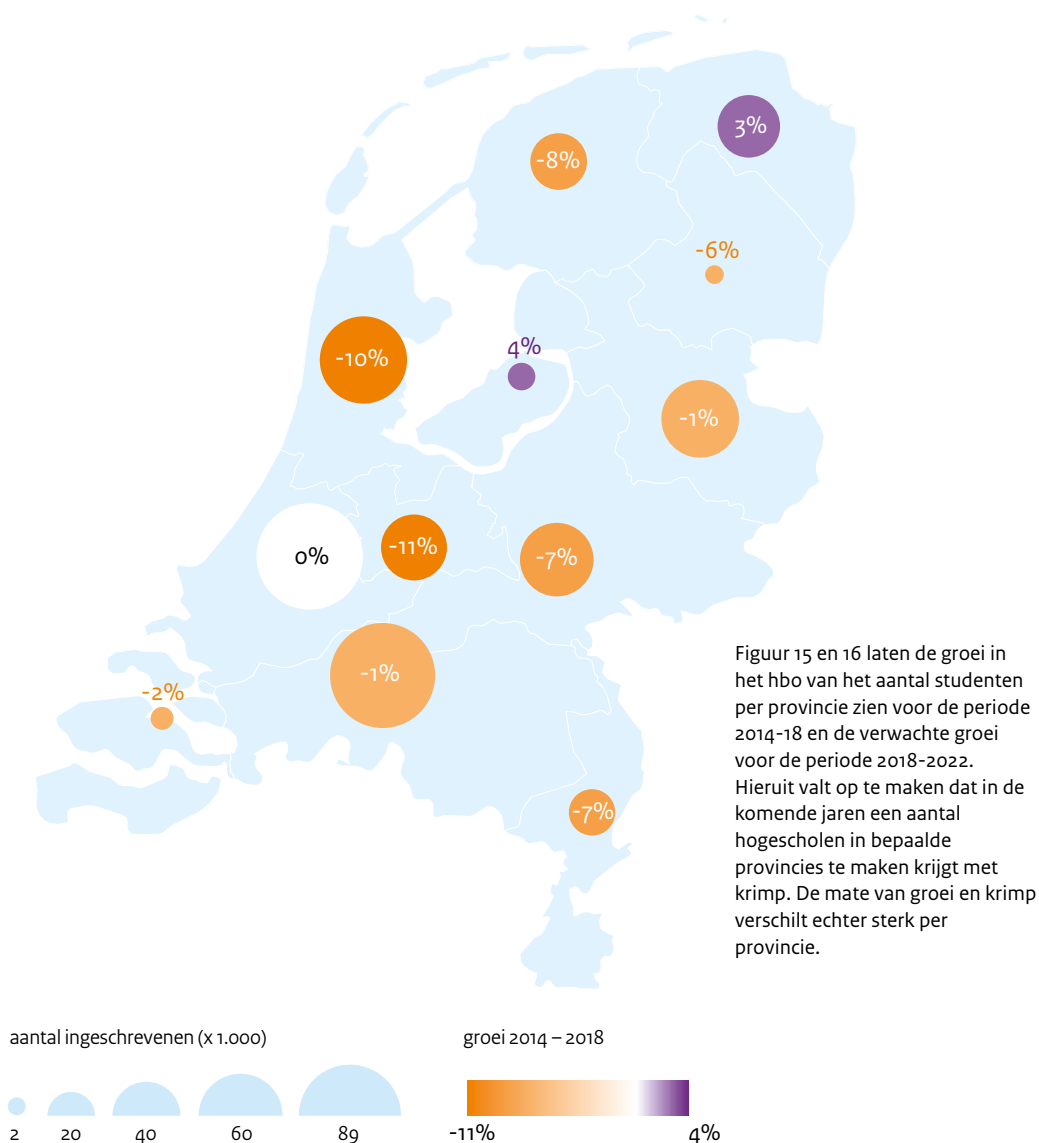 3%
-8%
-6%
4%
-10%
-1%
-11%
0%
-7%
-1%
-2%
-7%
Figuur 15 en 16 laten de groei in
het hbo van het aantal studenten
per provincie zien voor de periode
2014-18 en de verwachte groei
voor de periode 2018-2022.
Hieruit valt op te maken dat in de
komende jaren een aantal
hogescholen in bepaalde
provincies te maken krijgt met
krimp. De mate van groei en krimp
verschilt echter sterk per
provincie.
aantal ingeschrevenen (x 1.000)
2 20 40 60 89
groei 2014 – 2018
-11% 4%